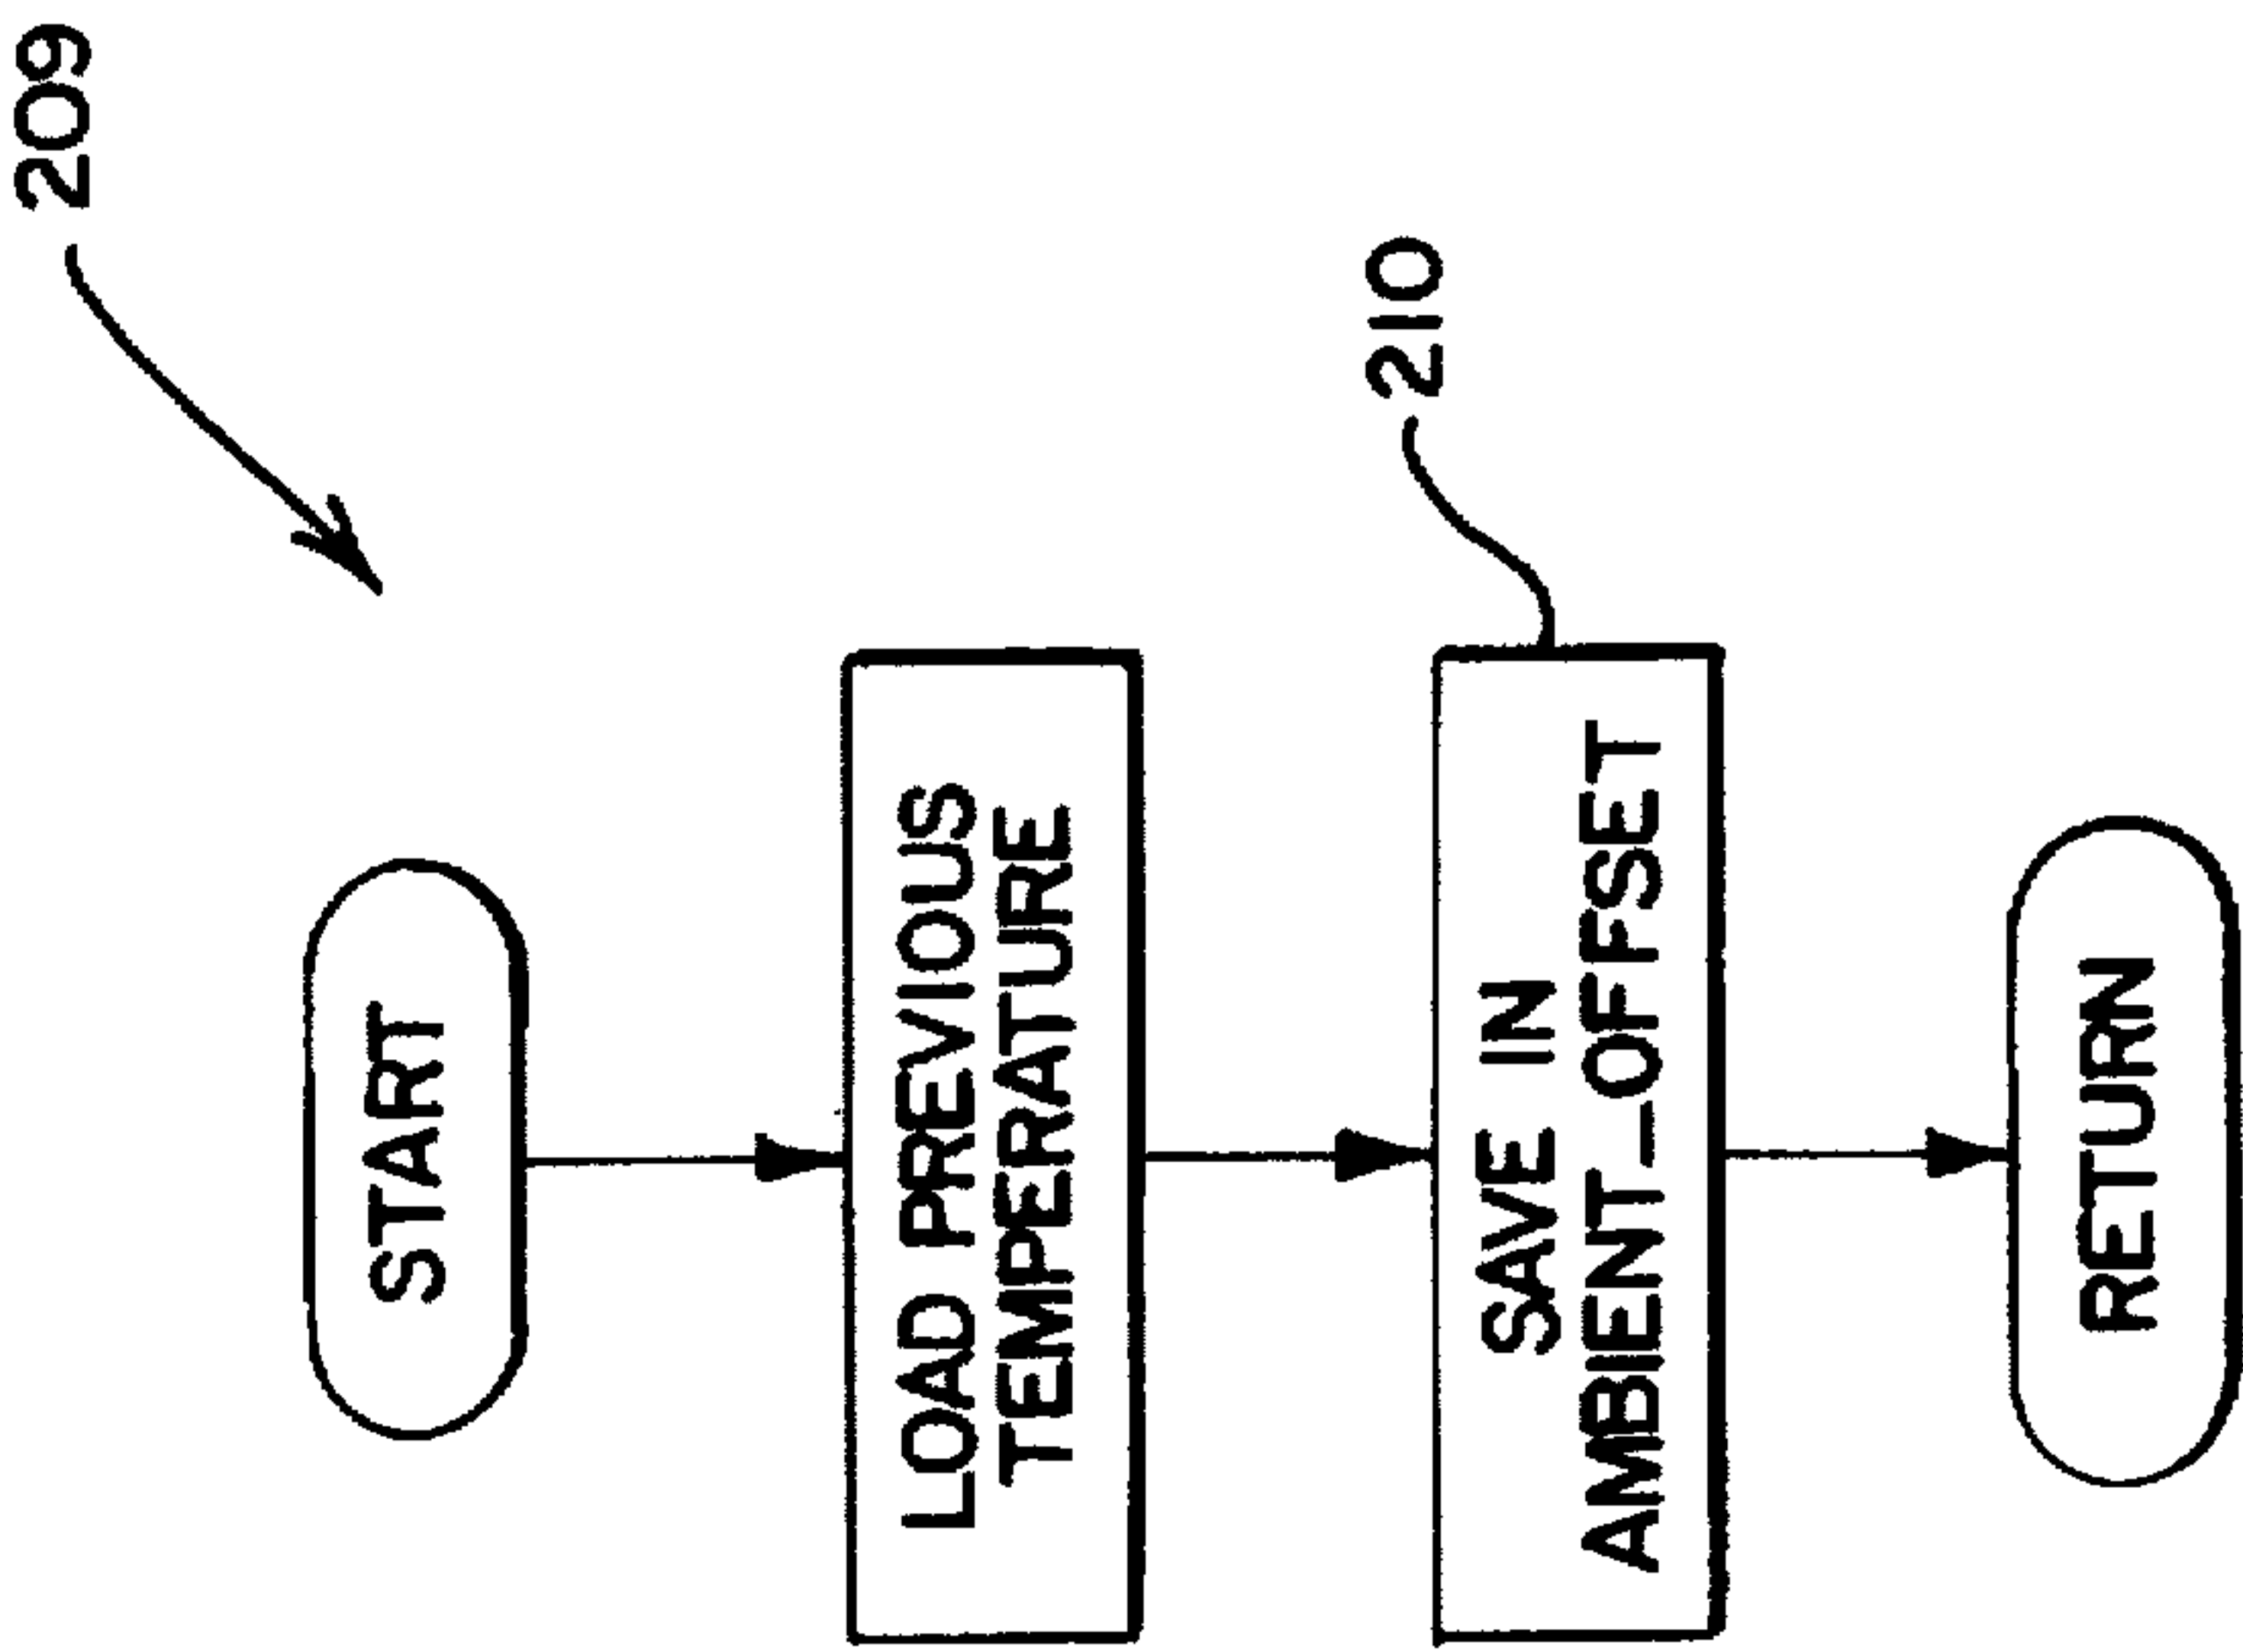 209
START
LOAD PREVIOUS
TEMPERATURE
210
SAVE IN
AMBIENT_OFFSET
RETURN